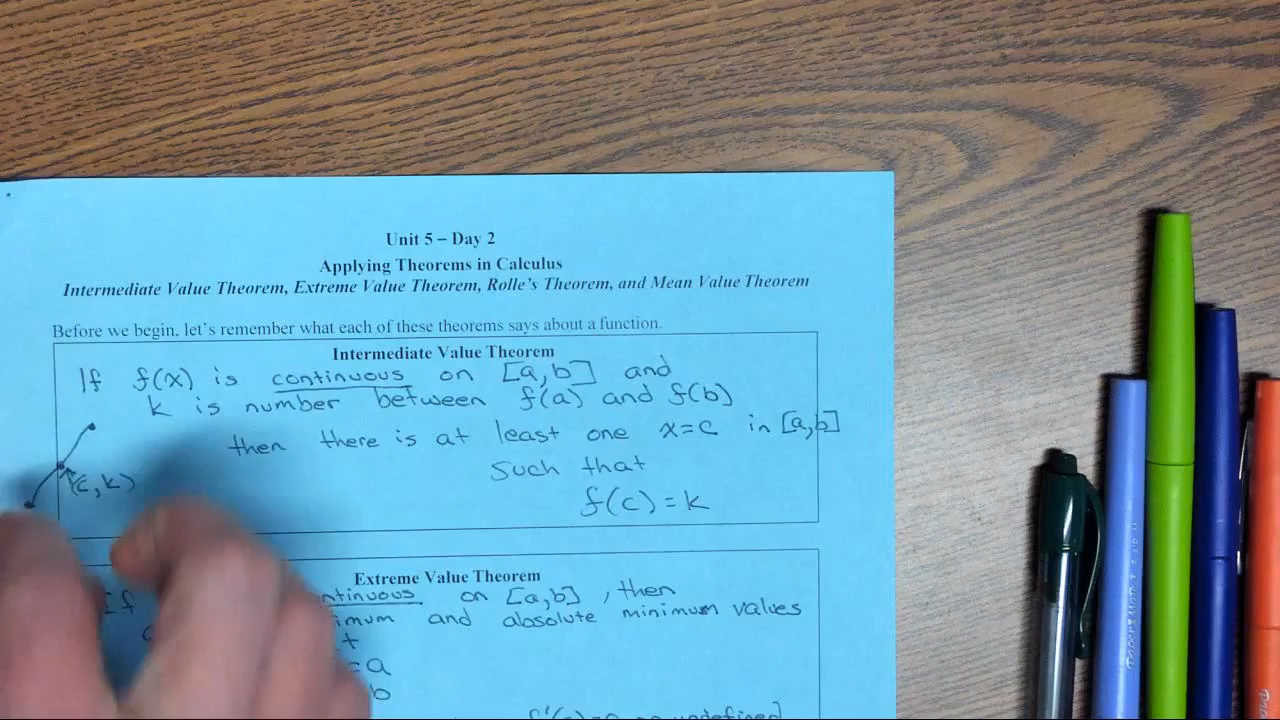 Unit 5 – Day 2
Applying Theorems in Calculus
Intermediate Value Theorem, Extreme Value Theorem, Rolle's Theorem, and Mean Value Theorem
Before we begin, let's remember what each of these theorems says about a function.
Intermediate Value Theorem
If f(x) is continuous on [a,b] and
k is number between f(a) and f(b)
then there is at least one x=c in [a,b]
such that
(c,k)
f(c)=k
Extreme Value Theorem
If on [a,b], then
and absolute minimum values
=a
b